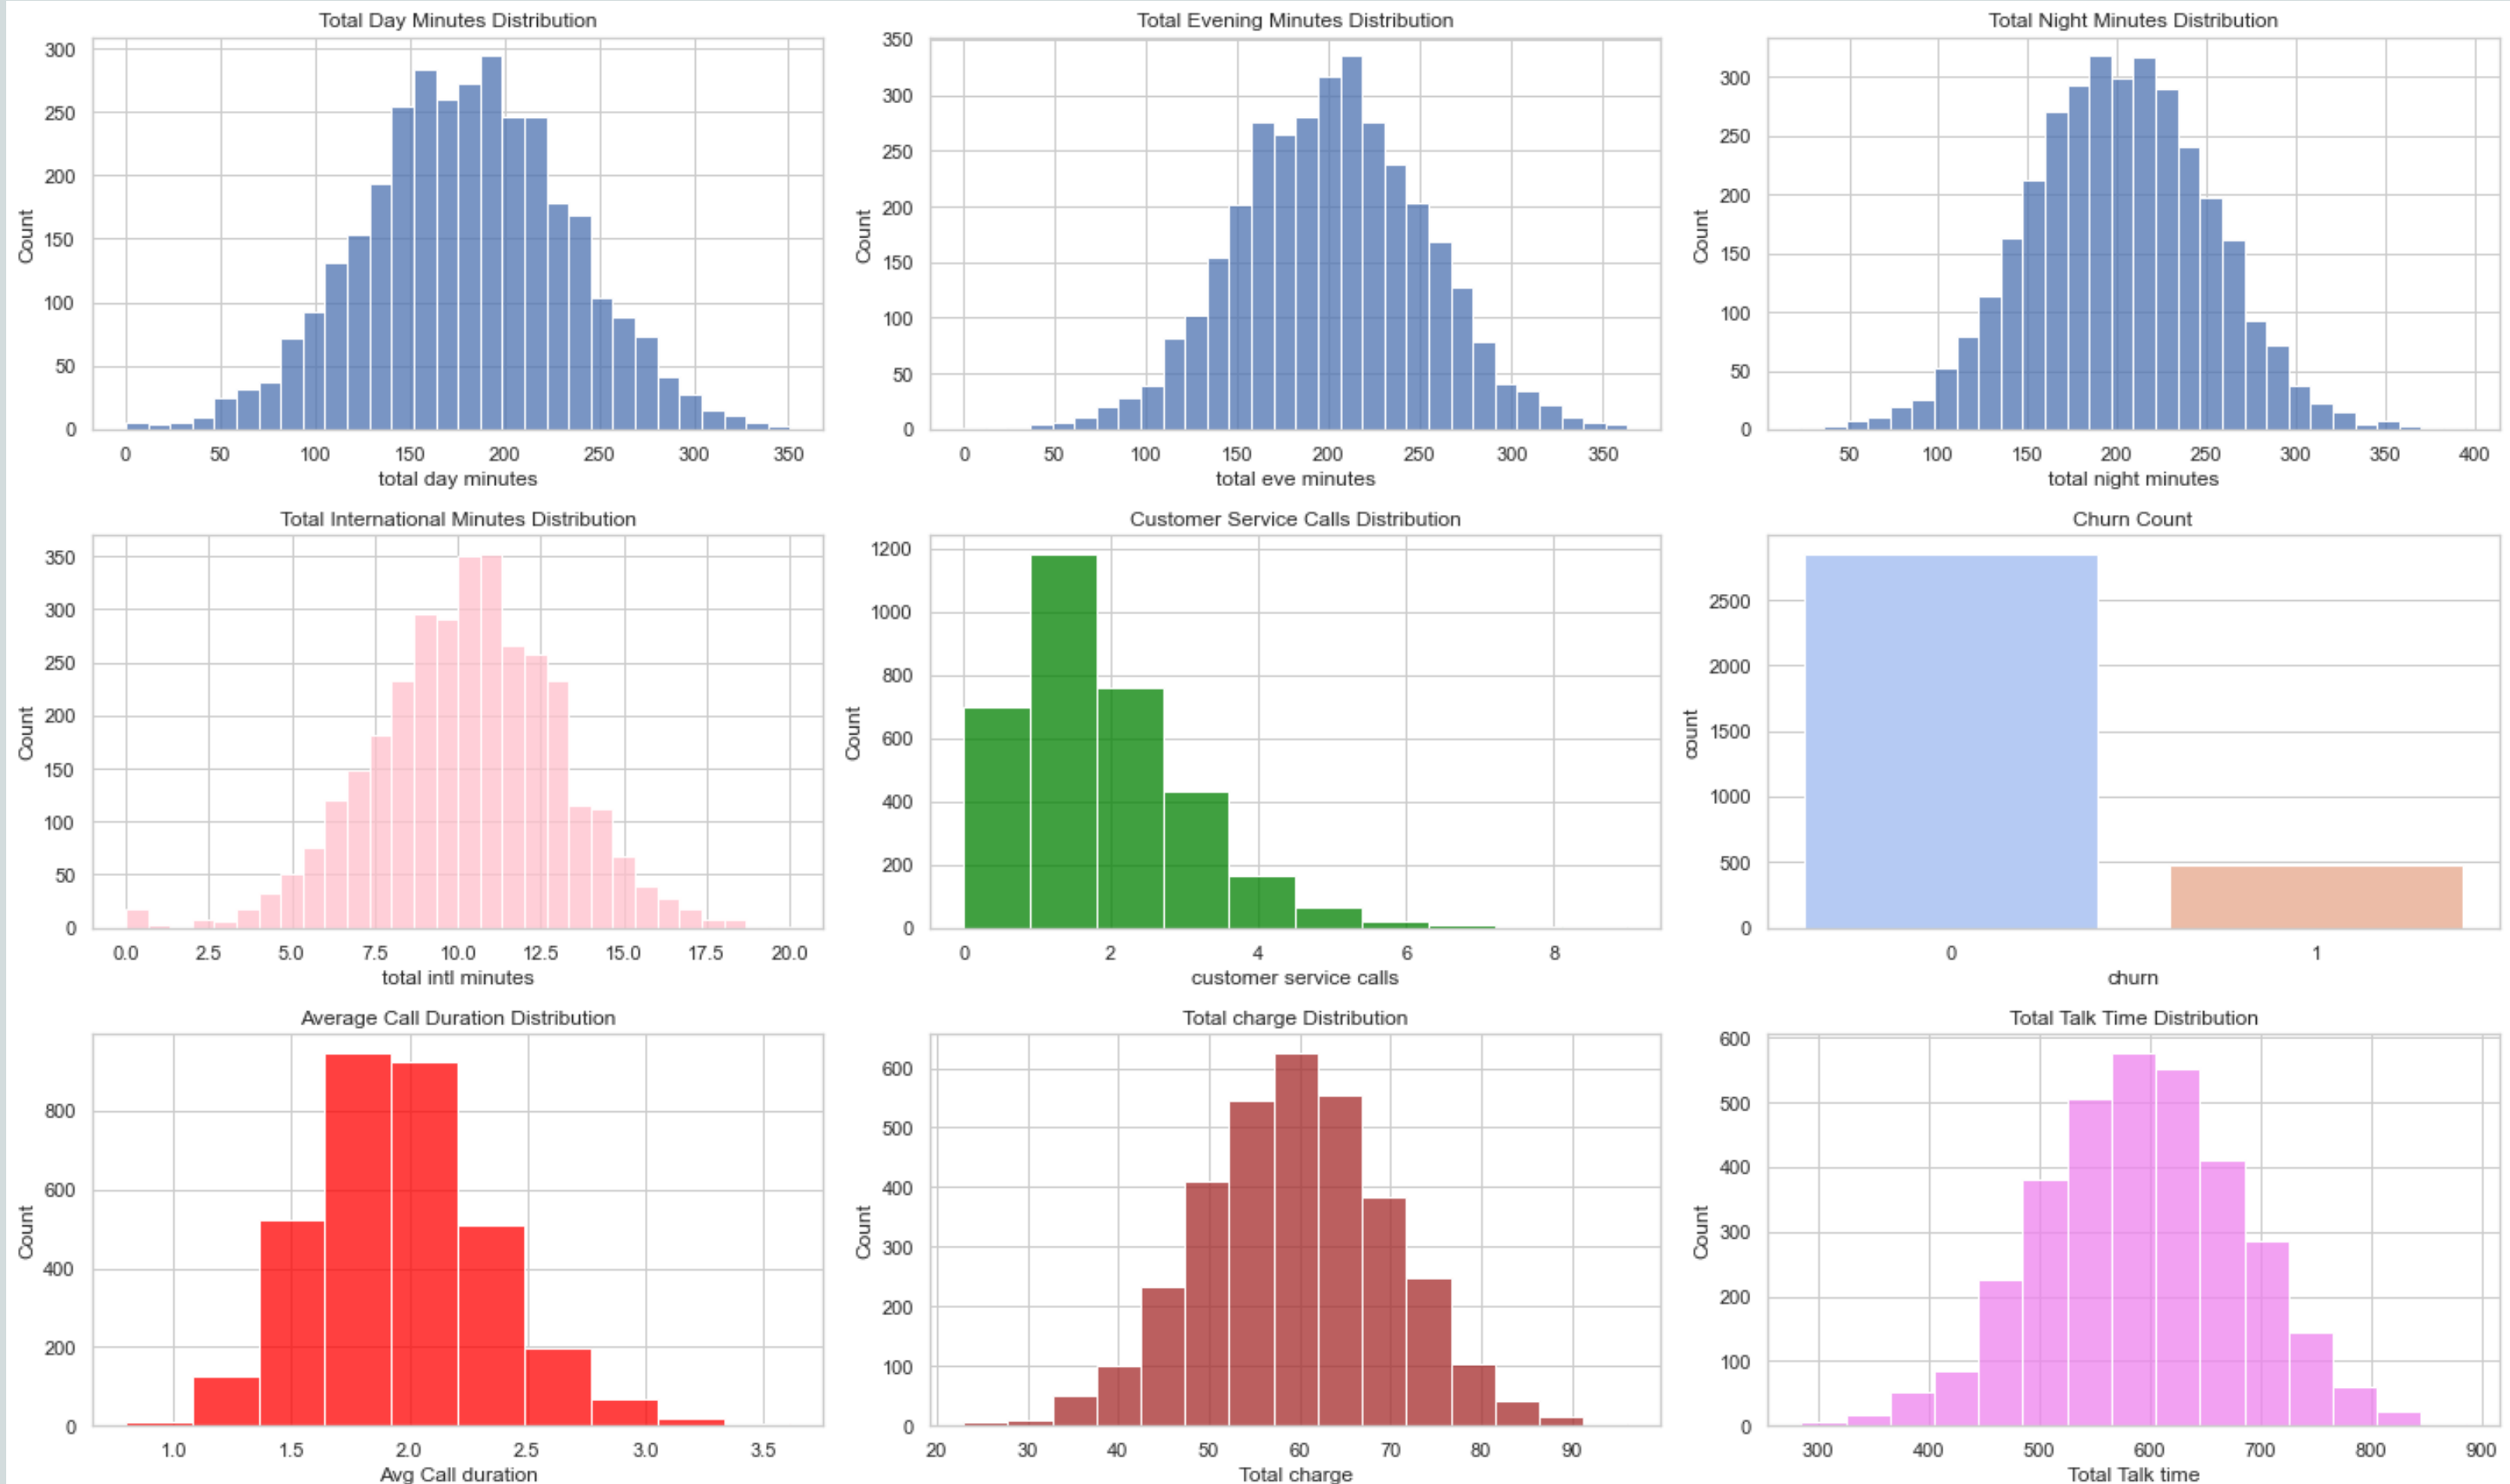 Total Day Minutes Distribution
300
250
200
150
100
50
0
Count
0 50 100 150 200 250 300 350
total day minutes
Total Evening Minutes Distribution
350
300
250
200
150
100
50
0
Count
0 50 100 150 200 250 300 350
total eve minutes
Total Night Minutes Distribution
300
250
200
150
100
50
0
Count
50 100 150 200 250 300 350 400
total night minutes
Total International Minutes Distribution
350
300
250
200
150
100
50
0
Count
0.0 2.5 5.0 7.5 10.0 12.5 15.0 17.5 20.0
total intl minutes
Customer Service Calls Distribution
1200
1000
800
600
400
200
0
Count
0 2 4 6 8
customer service calls
Churn Count
2500
2000
1500
1000
500
0
count
0 1
churn
Average Call Duration Distribution
800
600
400
200
0
Count
1.0 1.5 2.0 2.5 3.0 3.5
Avg Call duration
Total charge Distribution
600
500
400
300
200
100
0
Count
20 30 40 50 60 70 80 90
Total charge
Total Talk Time Distribution
600
500
400
300
200
100
0
Count
300 400 500 600 700 800 900
Total Talk time